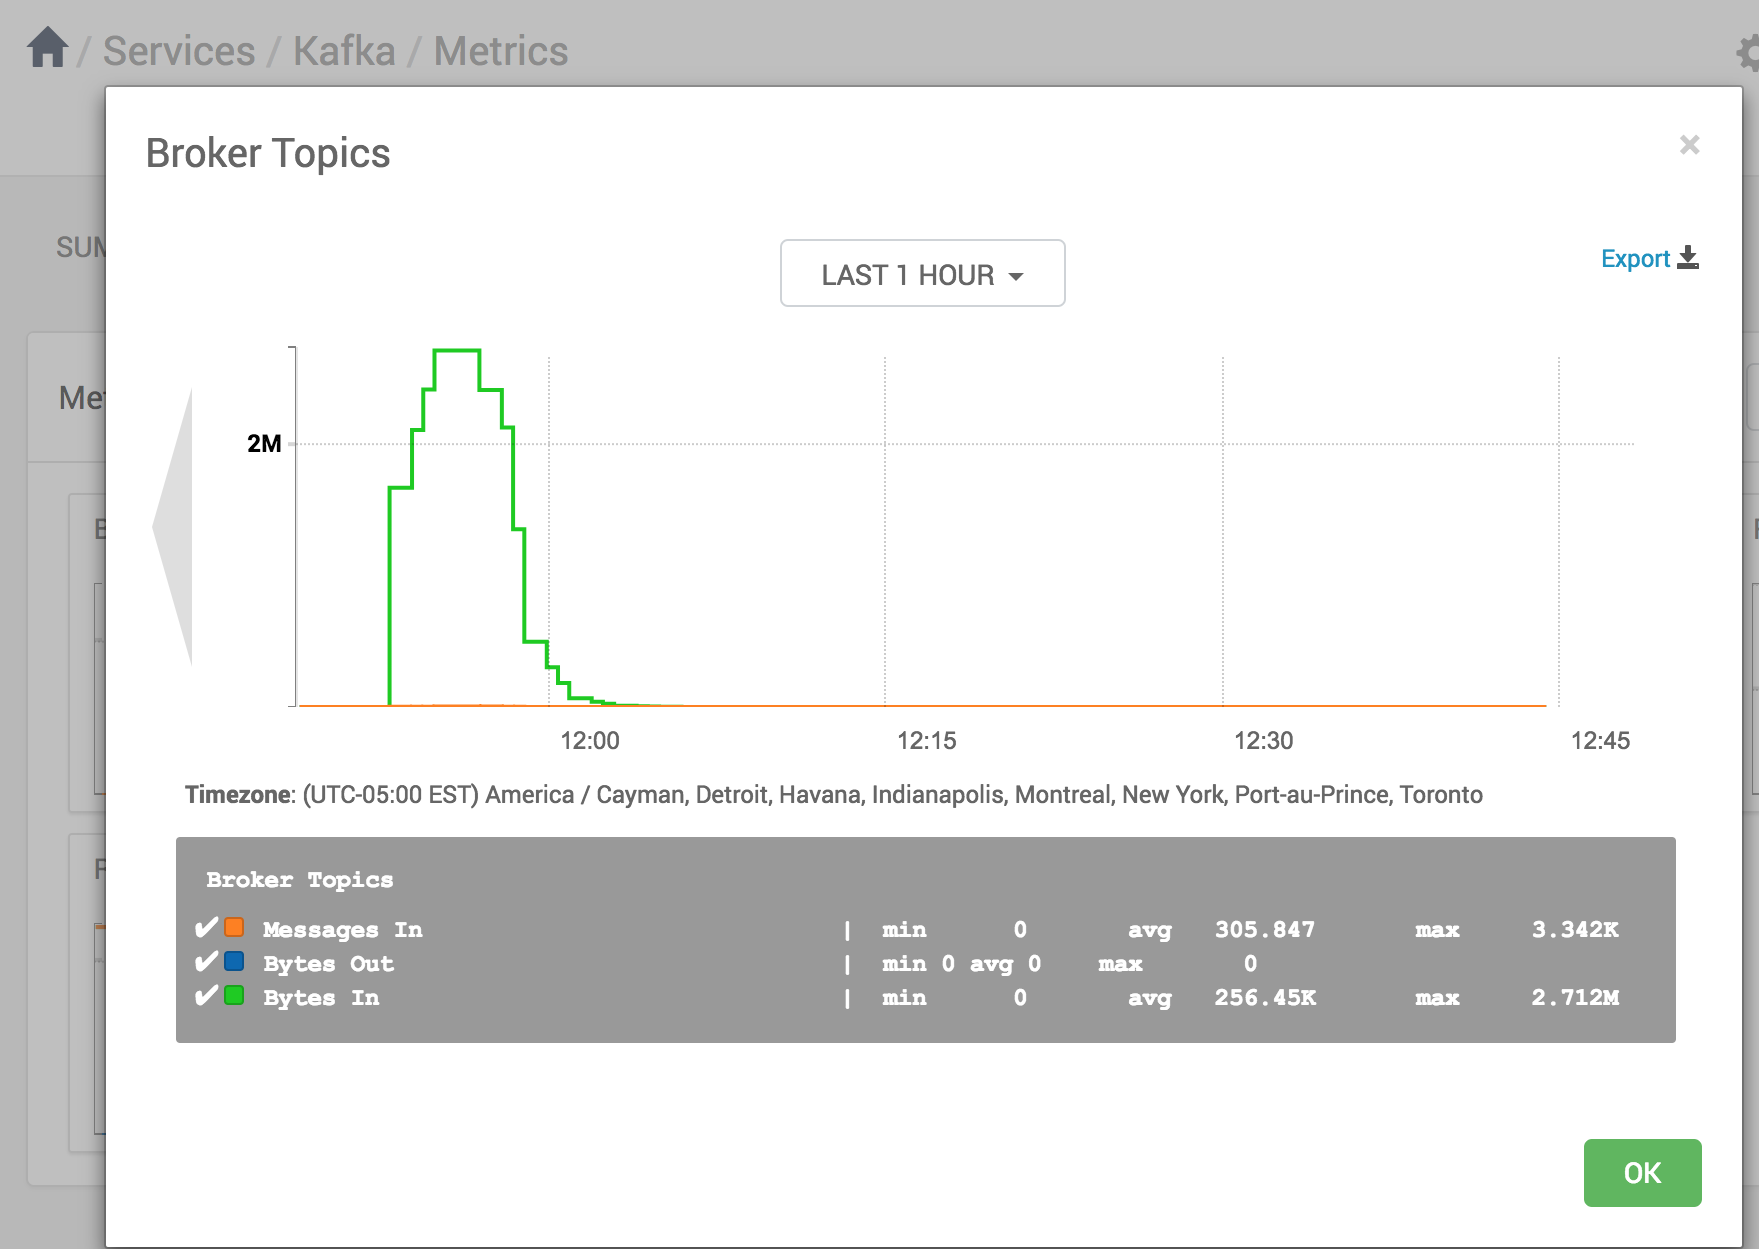 / Services / Kafka / Metrics
Broker Topics
×
SUM
LAST 1 HOUR
Export
Met
2M
12:00 12:15 12:30 12:45
Timezone: (UTC-05:00 EST) America / Cayman, Detroit, Havana, Indianapolis, Montreal, New York, Port-au-Prince, Toronto
Broker Topics
✔ Messages In | min 0 avg 305.847 max 3.342K
✔ Bytes Out | min 0 avg 0 max 0
✔ Bytes In | min 0 avg 256.45K max 2.712M
OK